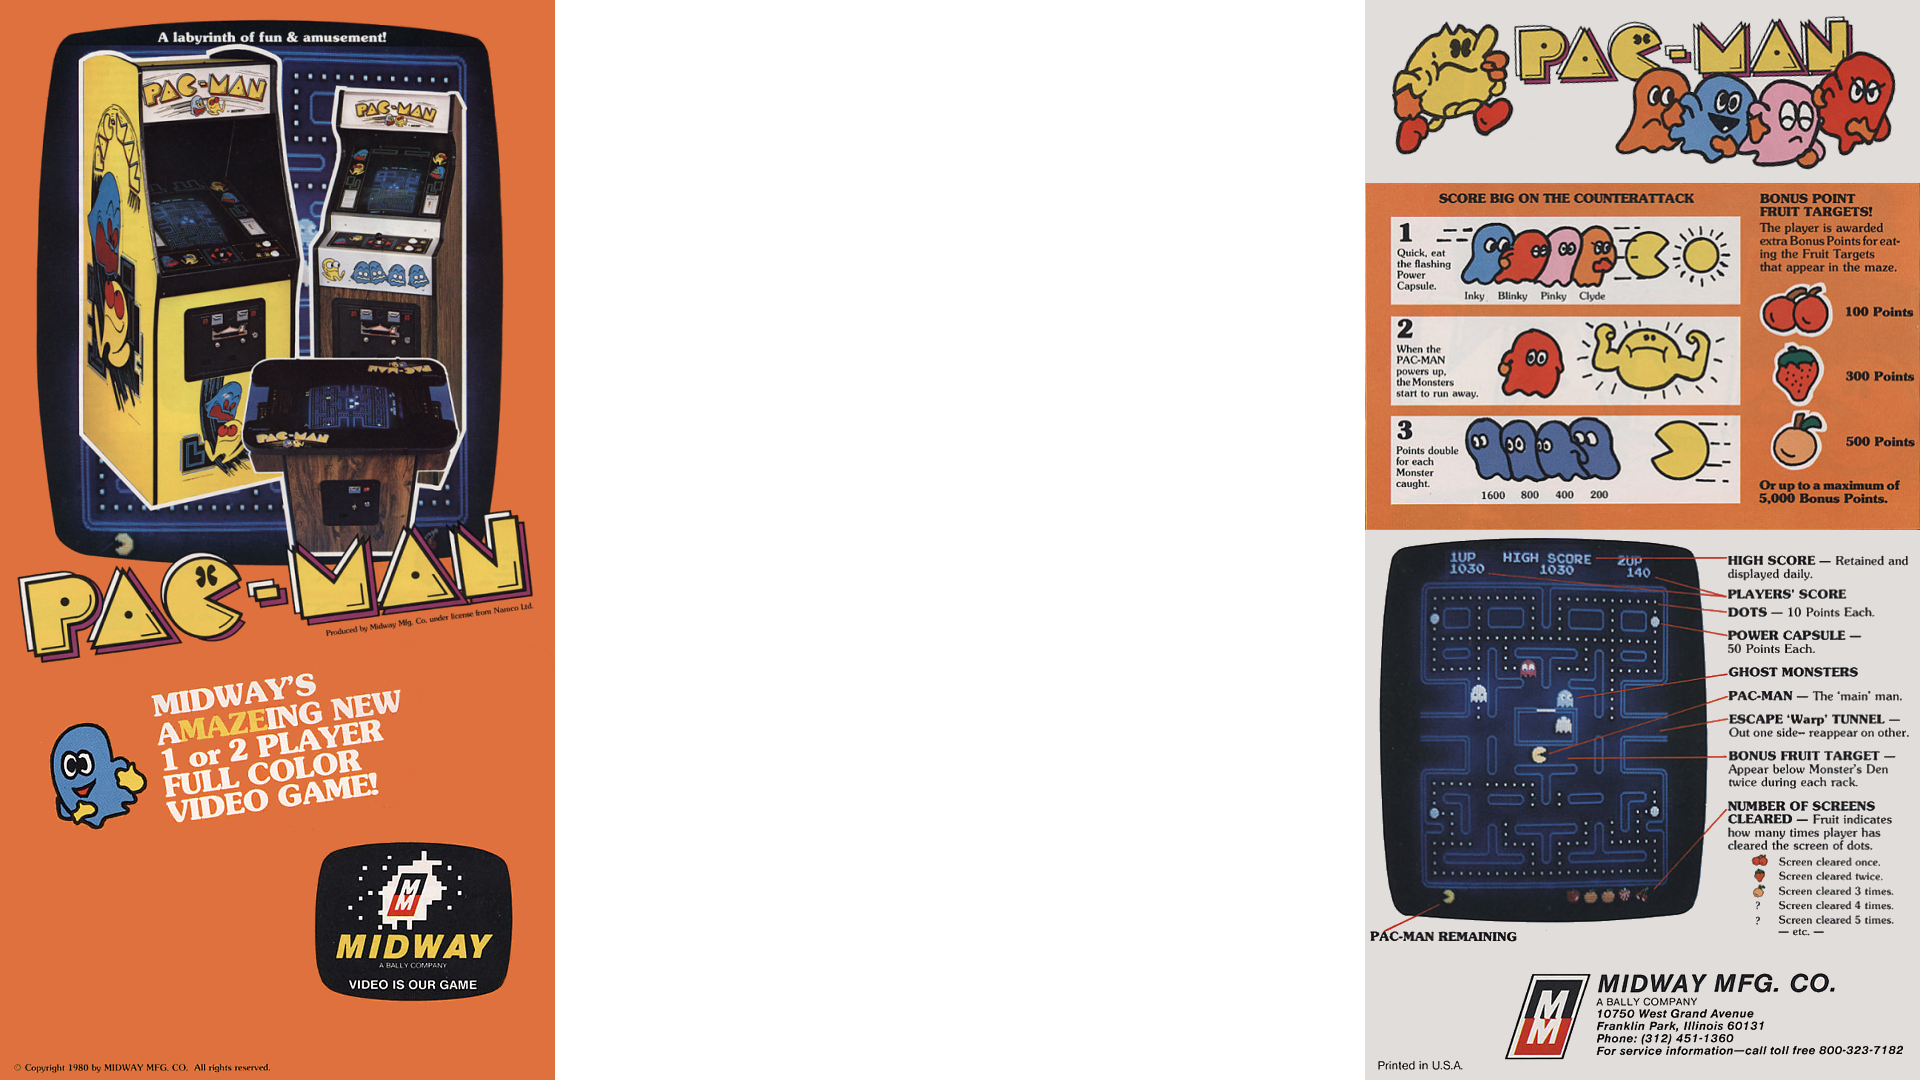 A labyrinth of fun & amusement!
PAC-MAN
PAC-MAN
PAC-MAN
PAC-MAN
PAC-MAN
PAC-MAN
Produced by Midway Mfg. Co. under license from Namco Ltd.
MIDWAY'S
AMAZEING NEW
1 or 2 PLAYER
FULL COLOR
VIDEO GAME!
M
M
MIDWAY
A BALLY COMPANY
VIDEO IS OUR GAME
© Copyright 1980 by MIDWAY MFG. CO. All rights reserved.
PAC-MAN
SCORE BIG ON THE COUNTERATTACK
1
Quick, eat
the flashing
Power
Capsule.
Inky Blinky Pinky Clyde
2
When the
PAC-MAN
powers up,
the Monsters
start to run away.
3
Points double
for each
Monster
caught.
1600 800 400 200
BONUS POINT
FRUIT TARGETS!
The player is awarded
extra Bonus Points for eat-
ing the Fruit Targets
that appear in the maze.
100 Points
300 Points
500 Points
Or up to a maximum of
5,000 Bonus Points.
1UP HIGH SCORE 2UP
1030 1030 140
HIGH SCORE — Retained and
displayed daily.
PLAYERS' SCORE
DOTS — 10 Points Each.
POWER CAPSULE —
50 Points Each.
GHOST MONSTERS
PAC-MAN — The 'main' man.
ESCAPE 'Warp' TUNNEL —
Out one side-- reappear on other.
BONUS FRUIT TARGET —
Appear below Monster's Den
twice during each rack.
NUMBER OF SCREENS
CLEARED — Fruit indicates
how many times player has
cleared the screen of dots.
Screen cleared once.
Screen cleared twice.
Screen cleared 3 times.
? Screen cleared 4 times.
? Screen cleared 5 times.
— etc. —
PAC-MAN REMAINING
M
M
MIDWAY MFG. CO.
A BALLY COMPANY
10750 West Grand Avenue
Franklin Park, Illinois 60131
Phone: (312) 451-1360
For service information—call toll free 800-323-7182
Printed in U.S.A.